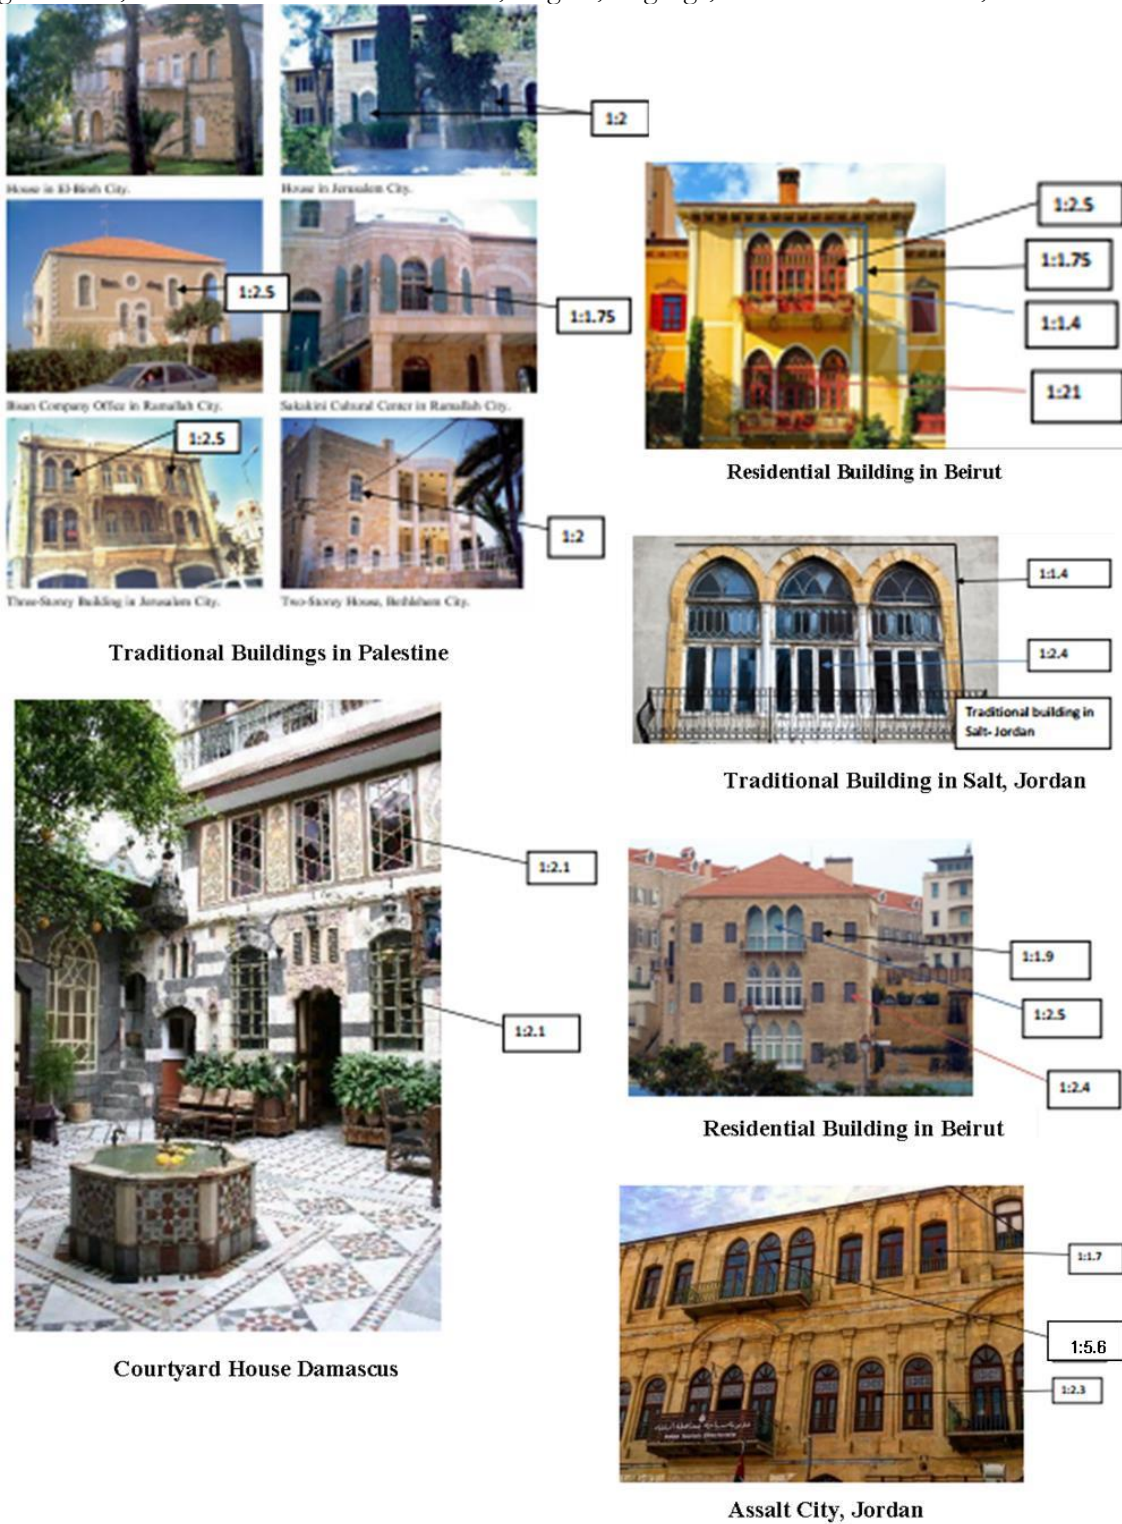 1:2
House in El-Bireh City.
House in Jerusalem City.
1:2.5
1:2.5
1:1.75
1:1.75
1:1.4
1:21
Bisan Company Office in Ramallah City.
Sakakini Cultural Center in Ramallah City.
1:2.5
Residential Building in Beirut
1:2
1:1.4
Three-Storey Building in Jerusalem City.
Two-Storey House, Bethlehem City.
Traditional Buildings in Palestine
1:2.4
Traditional building in
Salt- Jordan
Traditional Building in Salt, Jordan
1:2.1
1:1.9
1:2.5
1:2.1
1:2.4
Residential Building in Beirut
1:1.7
1:5.6
Courtyard House Damascus
1:2.3
Assalt City, Jordan